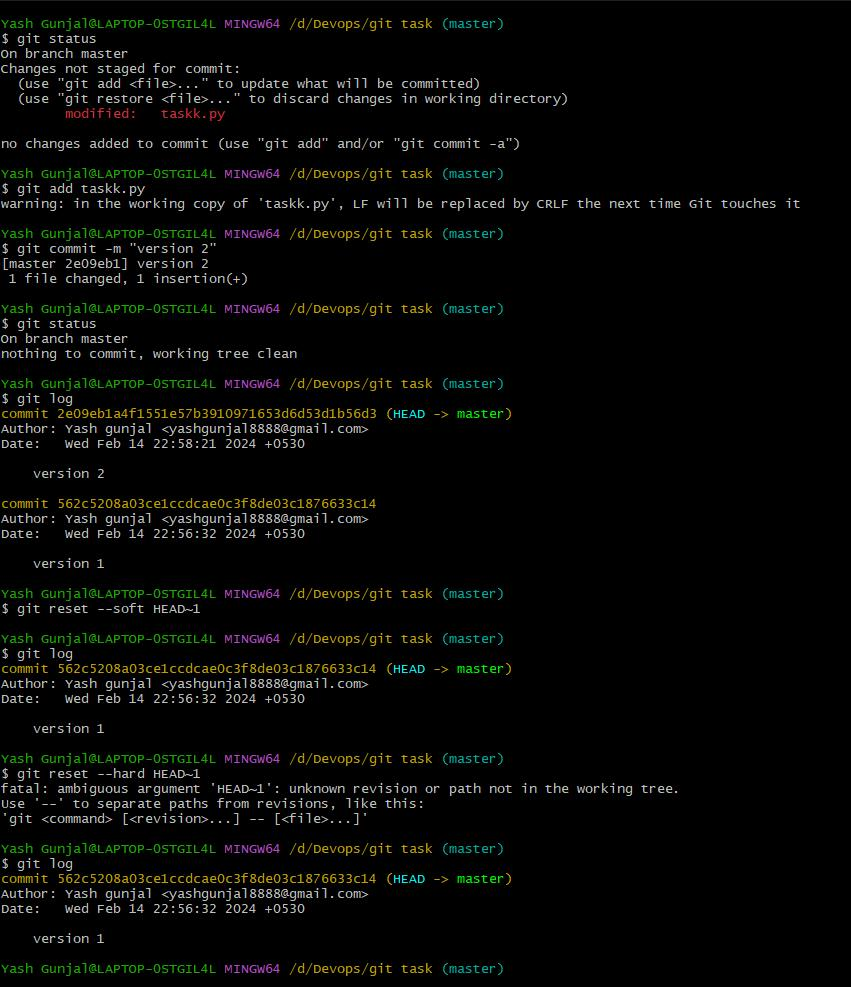 Yash Gunjal@LAPTOP-0STGIL4L MINGW64 /d/Devops/git task (master)
$ git status
On branch master
Changes not staged for commit:
  (use "git add <file>..." to update what will be committed)
  (use "git restore <file>..." to discard changes in working directory)
        modified:   taskk.py

no changes added to commit (use "git add" and/or "git commit -a")

Yash Gunjal@LAPTOP-0STGIL4L MINGW64 /d/Devops/git task (master)
$ git add taskk.py
warning: in the working copy of 'taskk.py', LF will be replaced by CRLF the next time Git touches it

Yash Gunjal@LAPTOP-0STGIL4L MINGW64 /d/Devops/git task (master)
$ git commit -m "version 2"
[master 2e09eb1] version 2
 1 file changed, 1 insertion(+)

Yash Gunjal@LAPTOP-0STGIL4L MINGW64 /d/Devops/git task (master)
$ git status
On branch master
nothing to commit, working tree clean

Yash Gunjal@LAPTOP-0STGIL4L MINGW64 /d/Devops/git task (master)
$ git log
commit 2e09eb1a4f1551e57b3910971653d6d53d1b56d3 (HEAD -> master)
Author: Yash gunjal <yashgunjal8888@gmail.com>
Date:   Wed Feb 14 22:58:21 2024 +0530

    version 2

commit 562c5208a03ce1ccdcae0c3f8de03c1876633c14
Author: Yash gunjal <yashgunjal8888@gmail.com>
Date:   Wed Feb 14 22:56:32 2024 +0530

    version 1

Yash Gunjal@LAPTOP-0STGIL4L MINGW64 /d/Devops/git task (master)
$ git reset --soft HEAD~1

Yash Gunjal@LAPTOP-0STGIL4L MINGW64 /d/Devops/git task (master)
$ git log
commit 562c5208a03ce1ccdcae0c3f8de03c1876633c14 (HEAD -> master)
Author: Yash gunjal <yashgunjal8888@gmail.com>
Date:   Wed Feb 14 22:56:32 2024 +0530

    version 1

Yash Gunjal@LAPTOP-0STGIL4L MINGW64 /d/Devops/git task (master)
$ git reset --hard HEAD~1
fatal: ambiguous argument 'HEAD~1': unknown revision or path not in the working tree.
Use '--' to separate paths from revisions, like this:
'git <command> [<revision>...] -- [<file>...]'

Yash Gunjal@LAPTOP-0STGIL4L MINGW64 /d/Devops/git task (master)
$ git log
commit 562c5208a03ce1ccdcae0c3f8de03c1876633c14 (HEAD -> master)
Author: Yash gunjal <yashgunjal8888@gmail.com>
Date:   Wed Feb 14 22:56:32 2024 +0530

    version 1

Yash Gunjal@LAPTOP-0STGIL4L MINGW64 /d/Devops/git task (master)